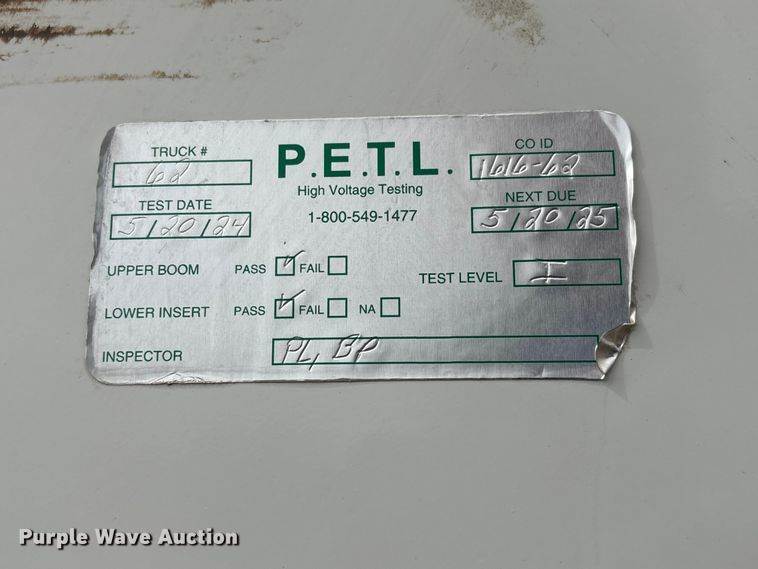 TRUCK #
62
P.E.T.L.
CO ID
1616-62
High Voltage Testing
TEST DATE
5/20/24
1-800-549-1477
NEXT DUE
5/20/25
UPPER BOOM PASS FAIL
TEST LEVEL I
LOWER INSERT PASS FAIL NA
INSPECTOR PL, BP
Purple Wave Auction